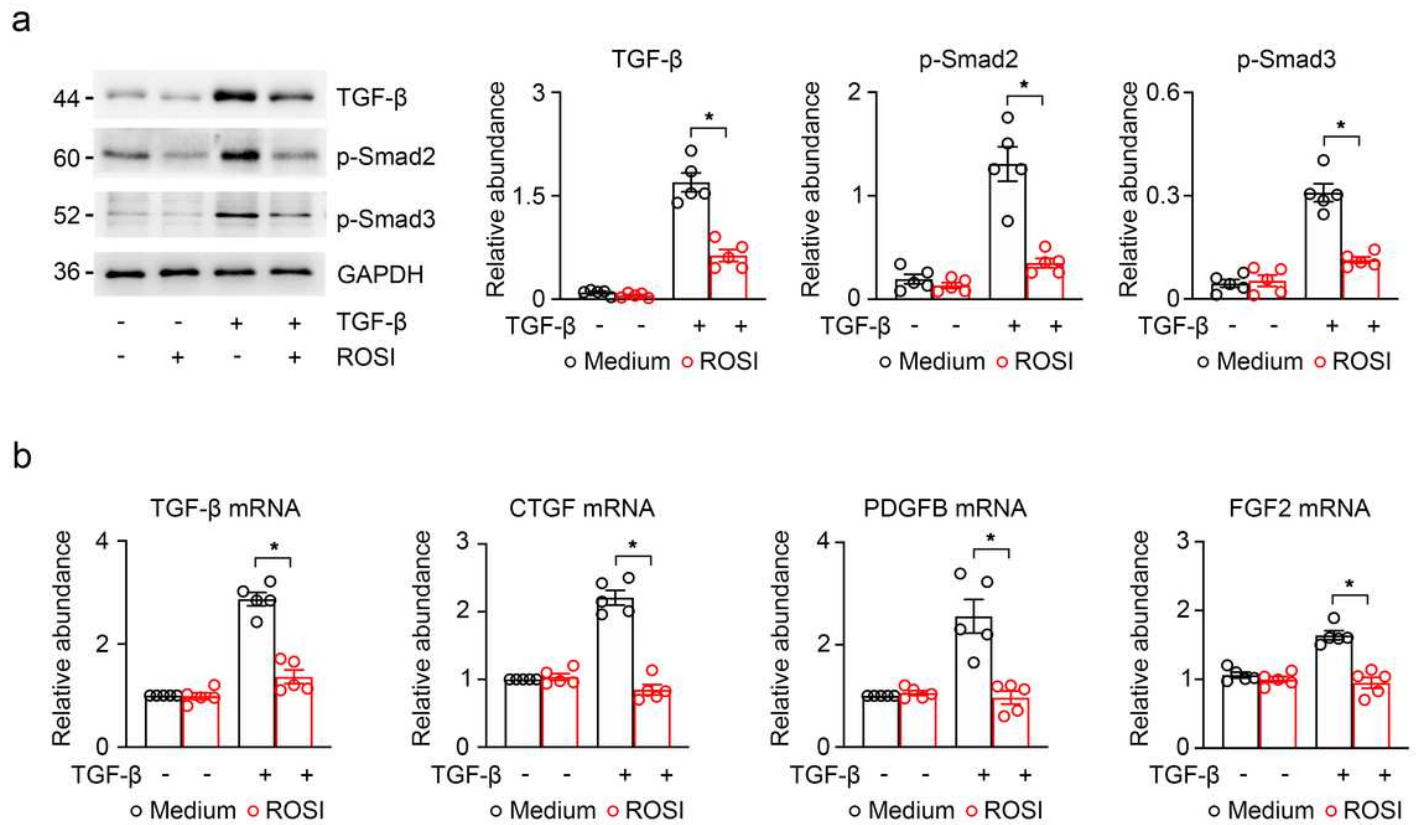 a
44 - TGF-β
60 - p-Smad2
52 - p-Smad3
36 - GAPDH
- - + + TGF-β
- + - + ROSI
TGF-β
Relative abundance
3
1.5
0
*
TGF-β - - + +
Medium ROSI
p-Smad2
Relative abundance
2
1
0
*
TGF-β - - + +
Medium ROSI
p-Smad3
Relative abundance
0.6
0.3
0
*
TGF-β - - + +
Medium ROSI
b
TGF-β mRNA
Relative abundance
4
2
0
*
TGF-β - - + +
Medium ROSI
CTGF mRNA
Relative abundance
3
2
1
0
*
TGF-β - - + +
Medium ROSI
PDGFB mRNA
Relative abundance
4
2
0
*
TGF-β - - + +
Medium ROSI
FGF2 mRNA
Relative abundance
3
2
1
0
*
TGF-β - - + +
Medium ROSI